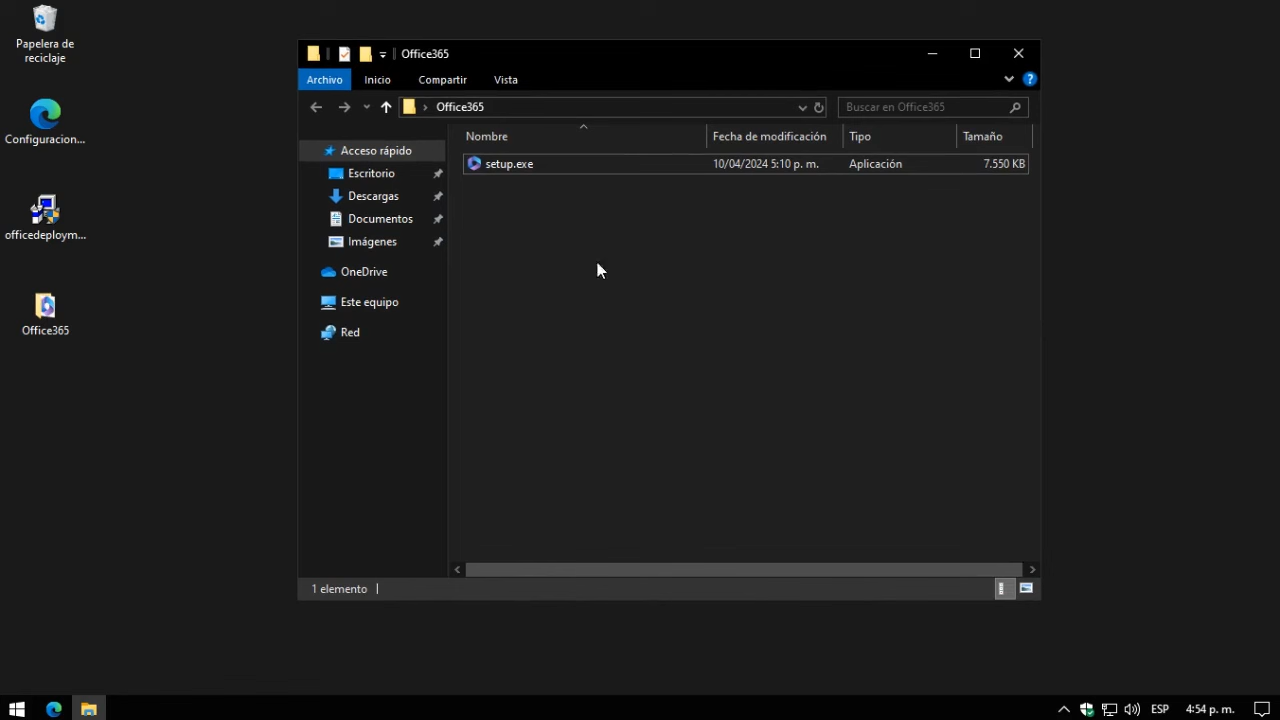 Papelera de
reciclaje
Configuracion...
officedeploym...
Office365
Office365
Archivo
Inicio
Compartir
Vista
Office365
Buscar en Office365
Nombre
Fecha de modificación
Tipo
Tamaño
setup.exe
10/04/2024 5:10 p. m.
Aplicación
7.550 KB
Acceso rápido
Escritorio
Descargas
Documentos
Imágenes
OneDrive
Este equipo
Red
1 elemento
ESP
4:54 p. m.